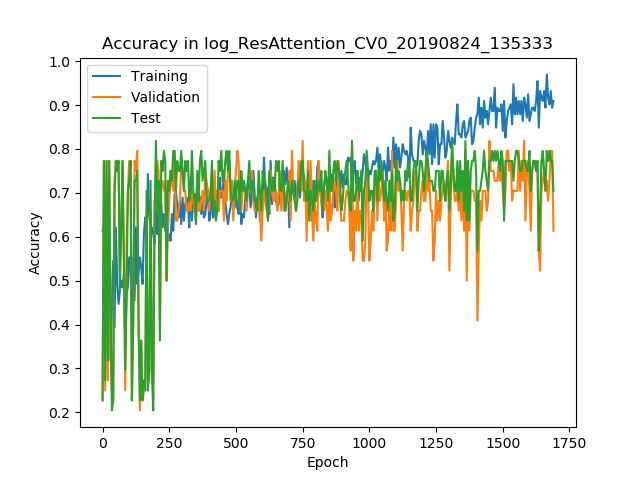 Accuracy in log_ResAttention_CV0_20190824_135333
Training
Validation
Test
1.0
0.9
0.8
0.7
0.6
0.5
0.4
0.3
0.2
Accuracy
0 250 500 750 1000 1250 1500 1750
Epoch